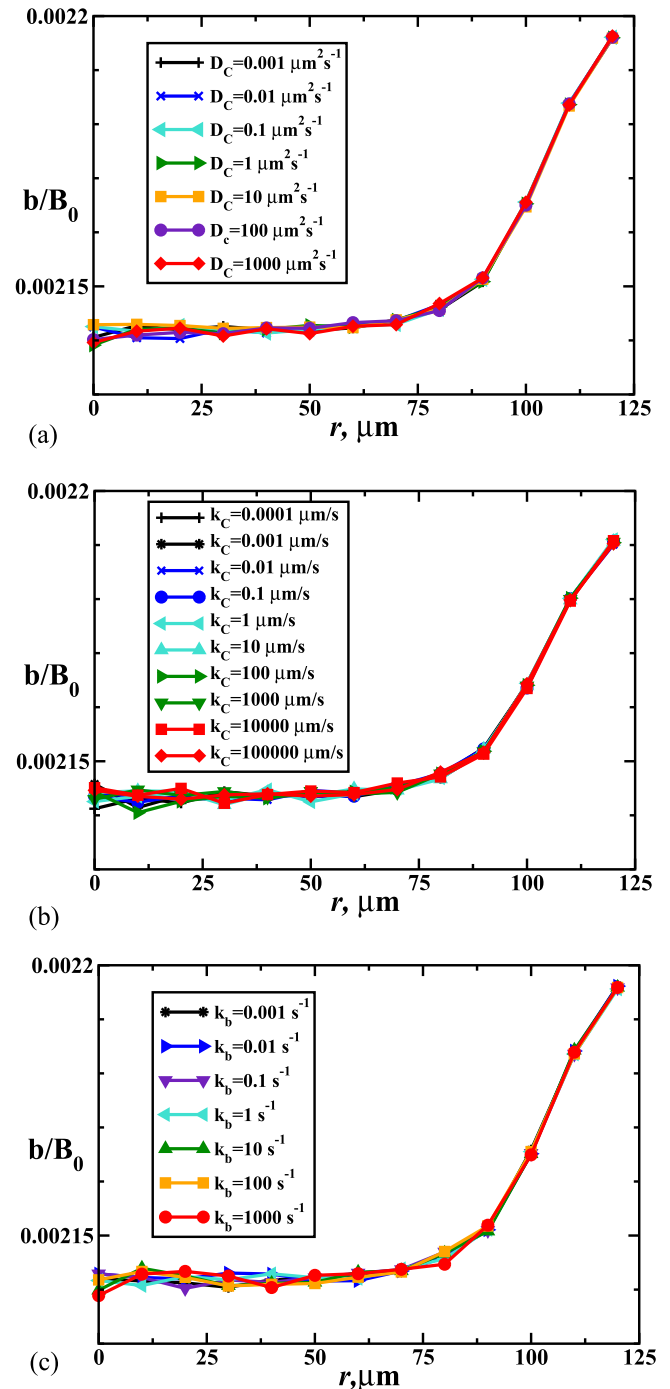 0.0022
D_C=0.001 μm²s⁻¹
D_C=0.01 μm²s⁻¹
D_C=0.1 μm²s⁻¹
D_C=1 μm²s⁻¹
D_C=10 μm²s⁻¹
D_c=100 μm²s⁻¹
D_C=1000 μm²s⁻¹
b/B₀
0.00215
0 25 50 75 100 125
r, μm
(a)
0.0022
k_C=0.0001 μm/s
k_C=0.001 μm/s
k_C=0.01 μm/s
k_C=0.1 μm/s
k_C=1 μm/s
k_C=10 μm/s
k_C=100 μm/s
k_C=1000 μm/s
k_C=10000 μm/s
k_C=100000 μm/s
b/B₀
0.00215
0 25 50 75 100 125
r, μm
(b)
0.0022
k_b=0.001 s⁻¹
k_b=0.01 s⁻¹
k_b=0.1 s⁻¹
k_b=1 s⁻¹
k_b=10 s⁻¹
k_b=100 s⁻¹
k_b=1000 s⁻¹
b/B₀
0.00215
0 25 50 75 100 125
r,μm
(c)